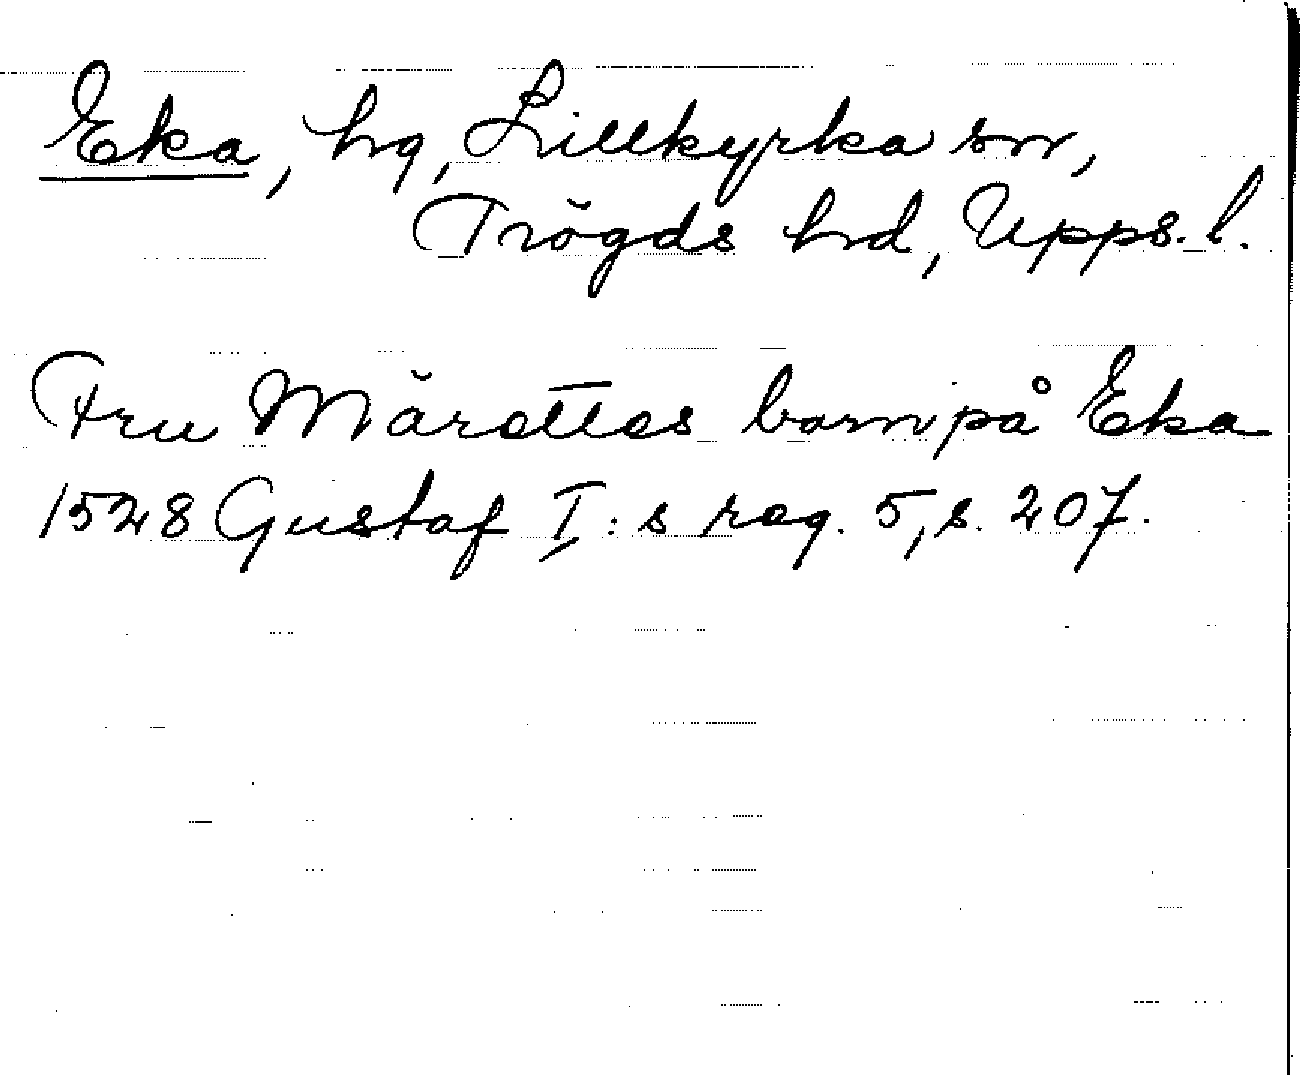 Eka, hg, Lillkyrka sn,
Trögds hd, Upps. l.
Fru Märettes barn på Eka
1528 Gustaf I:s reg. 5, s. 207.